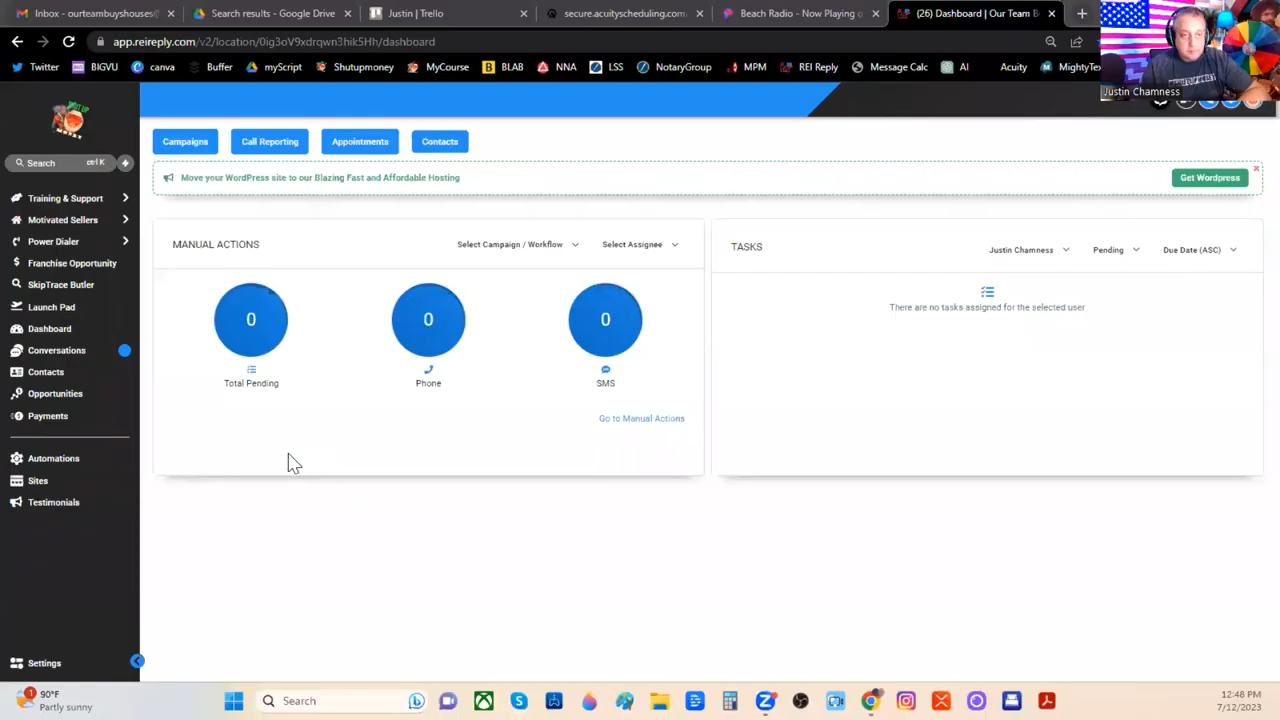 Inbox - ourteambuyshouses@
Search results - Google Drive
Justin | Trello
secure.acuityscheduling.com
Beach Radio - Now Playing o
(26) Dashboard | Our Team B
app.reireply.com/v2/location/0ig3oV9xdrqwn3hik5Hh/dashboard
Twitter
BIGVU
canva
Buffer
myScript
Shutupmoney
my course
BLAB
NNA
LSS
NotaryGroup
MPM
REI Reply
Message Calc
AI
Acuity
MightyTex
Justin Chamness
Search
ctrl K
Training & Support
Motivated Sellers
Power Dialer
Franchise Opportunity
SkipTrace Butler
Launch Pad
Dashboard
Conversations
Contacts
Opportunities
Payments
Automations
Sites
Testimonials
Settings
Campaigns
Call Reporting
Appointments
Contacts
Move your WordPress site to our Blazing Fast and Affordable Hosting
Get Wordpress
MANUAL ACTIONS
Select Campaign / Workflow
Select Assignee
0
0
0
Total Pending
Phone
SMS
Go to Manual Actions
TASKS
Justin Chamness
Pending
Due Date (ASC)
There are no tasks assigned for the selected user
1
90°F
Partly sunny
Search
12:48 PM
7/12/2023